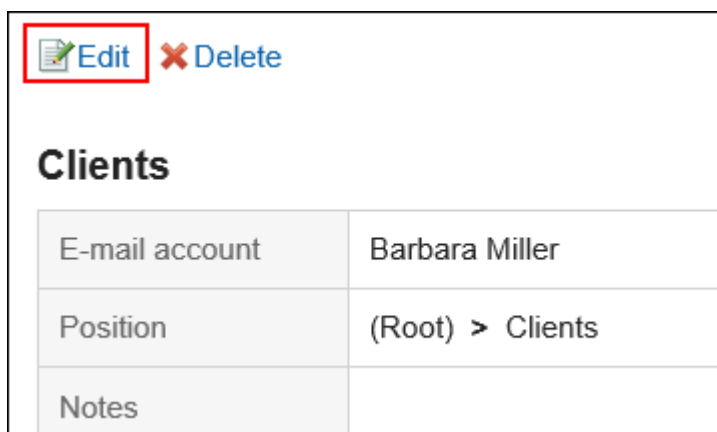 Edit Delete
Clients
E-mail account Barbara Miller
Position (Root) > Clients
Notes